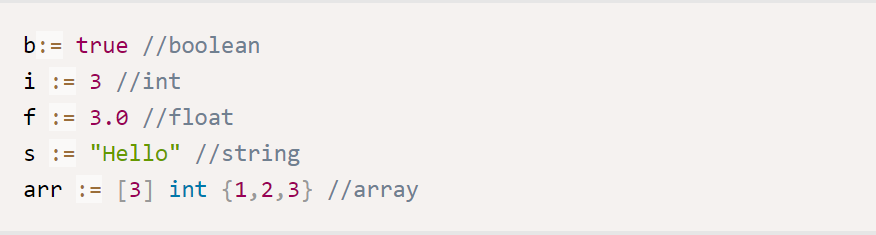 b:= true //boolean
i := 3 //int
f := 3.0 //float
s := "Hello" //string
arr := [3] int {1,2,3} //array